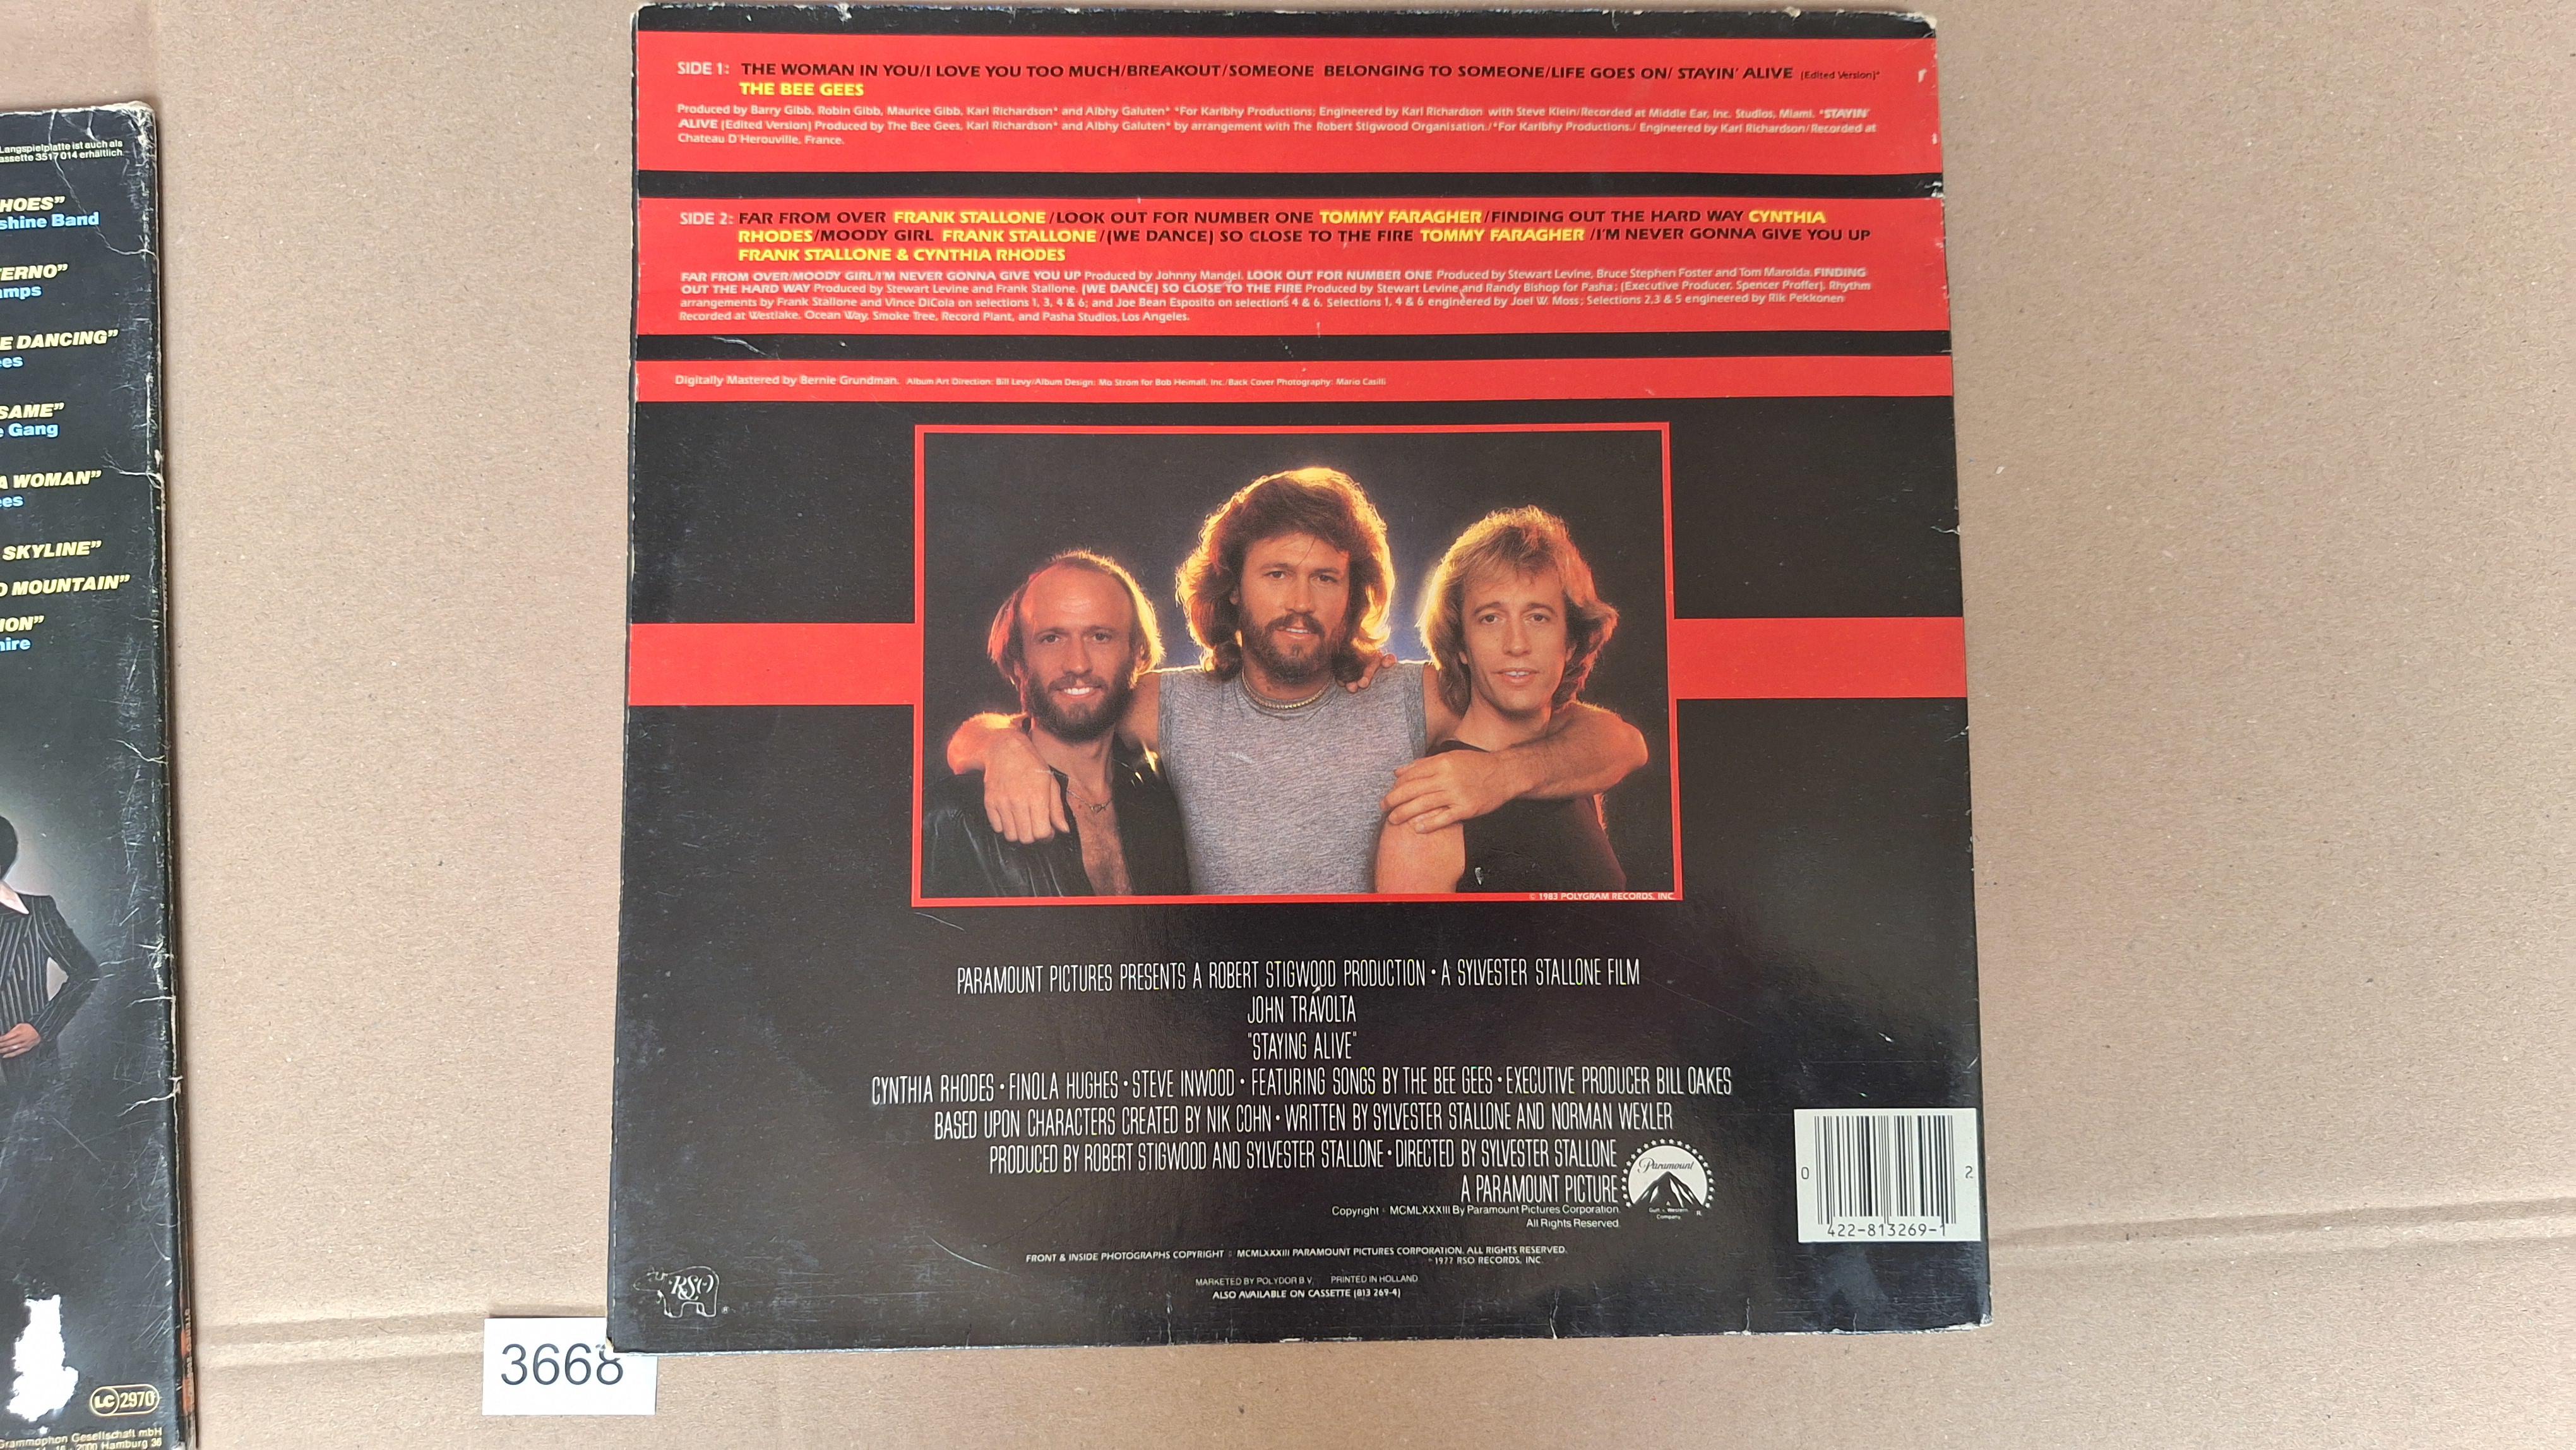 Langspielplatte ist auch als
assette 3517 014 erhältlich
HOES”
shine Band
ERNO”
amps
E DANCING”
ees
SAME”
e Gang
A WOMAN”
ees
SKYLINE”
D MOUNTAIN”
ION”
hire
LC 2970
Grammophon Gesellschaft mbH
2000 Hamburg 36
SIDE 1: THE WOMAN IN YOU/I LOVE YOU TOO MUCH/BREAKOUT/SOMEONE BELONGING TO SOMEONE/LIFE GOES ON/ STAYIN' ALIVE (Edited Version)*
THE BEE GEES
Produced by Barry Gibb, Robin Gibb, Maurice Gibb, Karl Richardson* and Albhy Galuten* *For Karlbhy Productions; Engineered by Karl Richardson with Steve Klein/Recorded at Middle Ear, Inc. Studios, Miami. *STAYIN'
ALIVE (Edited Version) Produced by The Bee Gees, Karl Richardson* and Albhy Galuten* by arrangement with The Robert Stigwood Organisation./*For Karlbhy Productions./ Engineered by Karl Richardson/Recorded at
Chateau D'Herouville, France.
SIDE 2: FAR FROM OVER FRANK STALLONE/LOOK OUT FOR NUMBER ONE TOMMY FARAGHER/FINDING OUT THE HARD WAY CYNTHIA
RHODES/MOODY GIRL FRANK STALLONE/(WE DANCE) SO CLOSE TO THE FIRE TOMMY FARAGHER /I'M NEVER GONNA GIVE YOU UP
FRANK STALLONE & CYNTHIA RHODES
FAR FROM OVER/MOODY GIRL/I'M NEVER GONNA GIVE YOU UP Produced by Johnny Mandel. LOOK OUT FOR NUMBER ONE Produced by Stewart Levine, Bruce Stephen Foster and Tom Marolda. FINDING
OUT THE HARD WAY Produced by Stewart Levine and Frank Stallone. (WE DANCE) SO CLOSE TO THE FIRE Produced by Stewart Levine and Randy Bishop for Pasha; (Executive Producer, Spencer Proffer). Rhythm
arrangements by Frank Stallone and Vince DiCola on selections 1, 3, 4 & 6; and Joe Bean Esposito on selections 4 & 6. Selections 1, 4 & 6 engineered by Joel W. Moss; Selections 2,3 & 5 engineered by Rik Pekkonen
Recorded at Westlake, Ocean Way, Smoke Tree, Record Plant, and Pasha Studios, Los Angeles.
Digitally Mastered by Bernie Grundman. Album Art Direction: Bill Levy/Album Design: Mo Strom for Bob Heimall, Inc./Back Cover Photography: Mario Casilli
© 1983 POLYGRAM RECORDS, INC.
PARAMOUNT PICTURES PRESENTS A ROBERT STIGWOOD PRODUCTION • A SYLVESTER STALLONE FILM
JOHN TRAVOLTA
"STAYING ALIVE"
CYNTHIA RHODES • FINOLA HUGHES • STEVE INWOOD • FEATURING SONGS BY THE BEE GEES • EXECUTIVE PRODUCER BILL OAKES
BASED UPON CHARACTERS CREATED BY NIK COHN • WRITTEN BY SYLVESTER STALLONE AND NORMAN WEXLER
PRODUCED BY ROBERT STIGWOOD AND SYLVESTER STALLONE • DIRECTED BY SYLVESTER STALLONE
A PARAMOUNT PICTURE
Paramount
A
Gulf + Western
Company
Copyright © MCMLXXXIII By Paramount Pictures Corporation.
All Rights Reserved.
FRONT & INSIDE PHOTOGRAPHS COPYRIGHT © MCMLXXXIII PARAMOUNT PICTURES CORPORATION. ALL RIGHTS RESERVED.
1977 RSO RECORDS, INC.
MARKETED BY POLYDOR B.V. PRINTED IN HOLLAND
ALSO AVAILABLE ON CASSETTE (813 269-4)
RSO
0 2
422-813269-1
3668